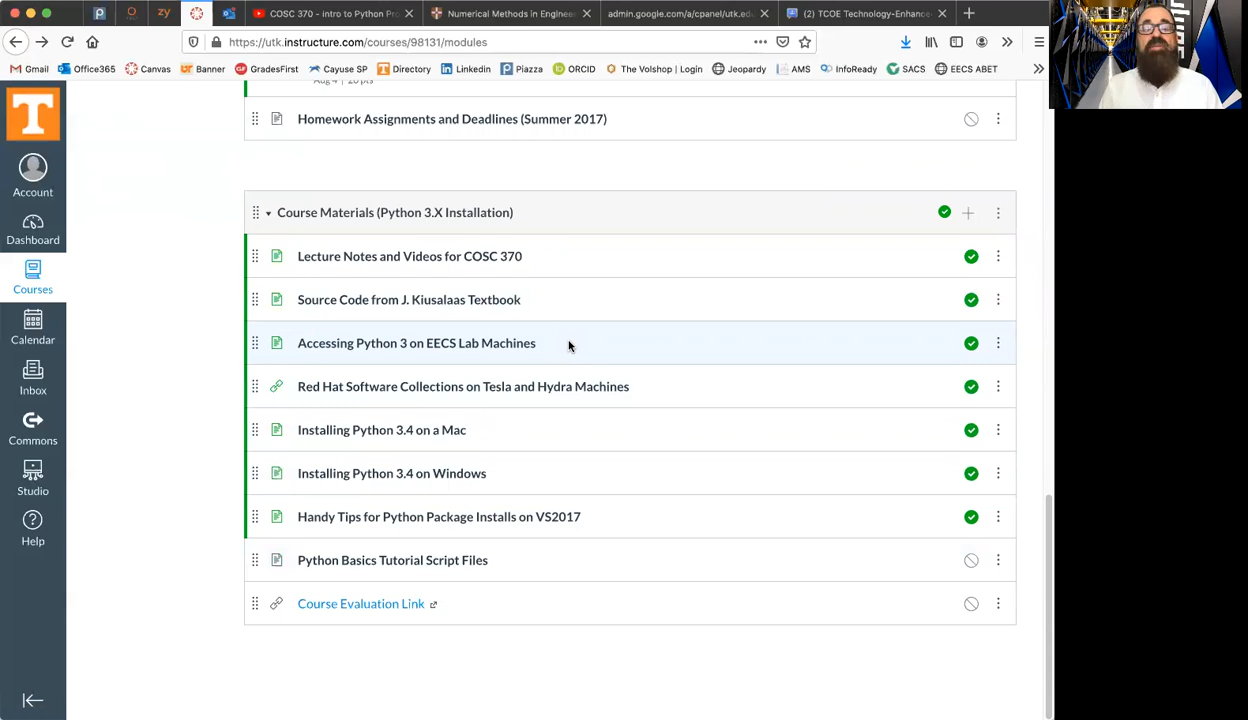 COSC 370 - intro to Python Pr
Numerical Methods in Enginee
admin.google.com/a/cpanel/utk.ed
(2) TCOE Technology-Enhance
zy
https://utk.instructure.com/courses/98131/modules
Gmail Office365 Canvas Banner GradesFirst Cayuse SP Directory Linkedin Piazza ORCID The Volshop | Login Jeopardy AMS InfoReady SACS EECS ABET
T
Account
Dashboard
Courses
Calendar
Inbox
Commons
Studio
Help
Homework Assignments and Deadlines (Summer 2017)
Course Materials (Python 3.X Installation)
Lecture Notes and Videos for COSC 370
Source Code from J. Kiusalaas Textbook
Accessing Python 3 on EECS Lab Machines
Red Hat Software Collections on Tesla and Hydra Machines
Installing Python 3.4 on a Mac
Installing Python 3.4 on Windows
Handy Tips for Python Package Installs on VS2017
Python Basics Tutorial Script Files
Course Evaluation Link